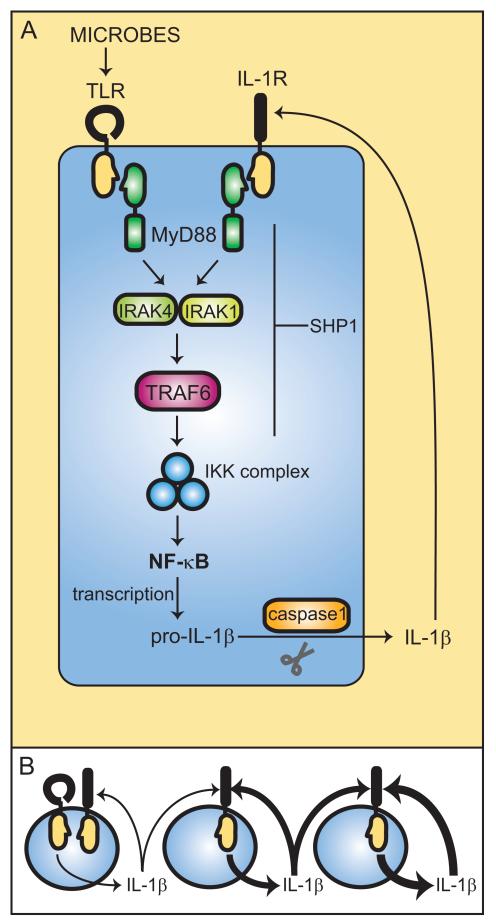 A
MICROBES
TLR
IL-1R
MyD88
IRAK4 IRAK1
SHP1
TRAF6
IKK complex
NF-κB
transcription
caspase1
pro-IL-1β
IL-1β
B
IL-1β
IL-1β
IL-1β